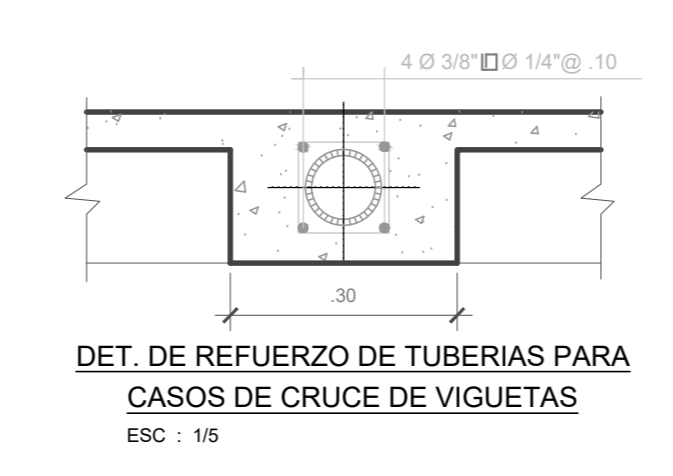 4 Ø 3/8" Ø 1/4"@ .10
.30
DET. DE REFUERZO DE TUBERIAS PARA
CASOS DE CRUCE DE VIGUETAS
ESC : 1/5